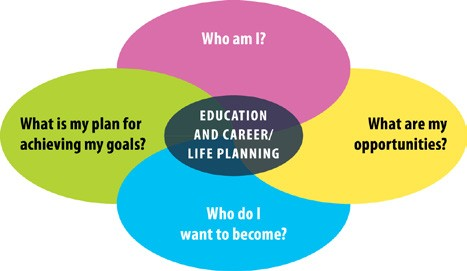 Who am I?
What is my plan for
achieving my goals?
EDUCATION
AND CAREER/
LIFE PLANNING
What are my
opportunities?
Who do I
want to become?